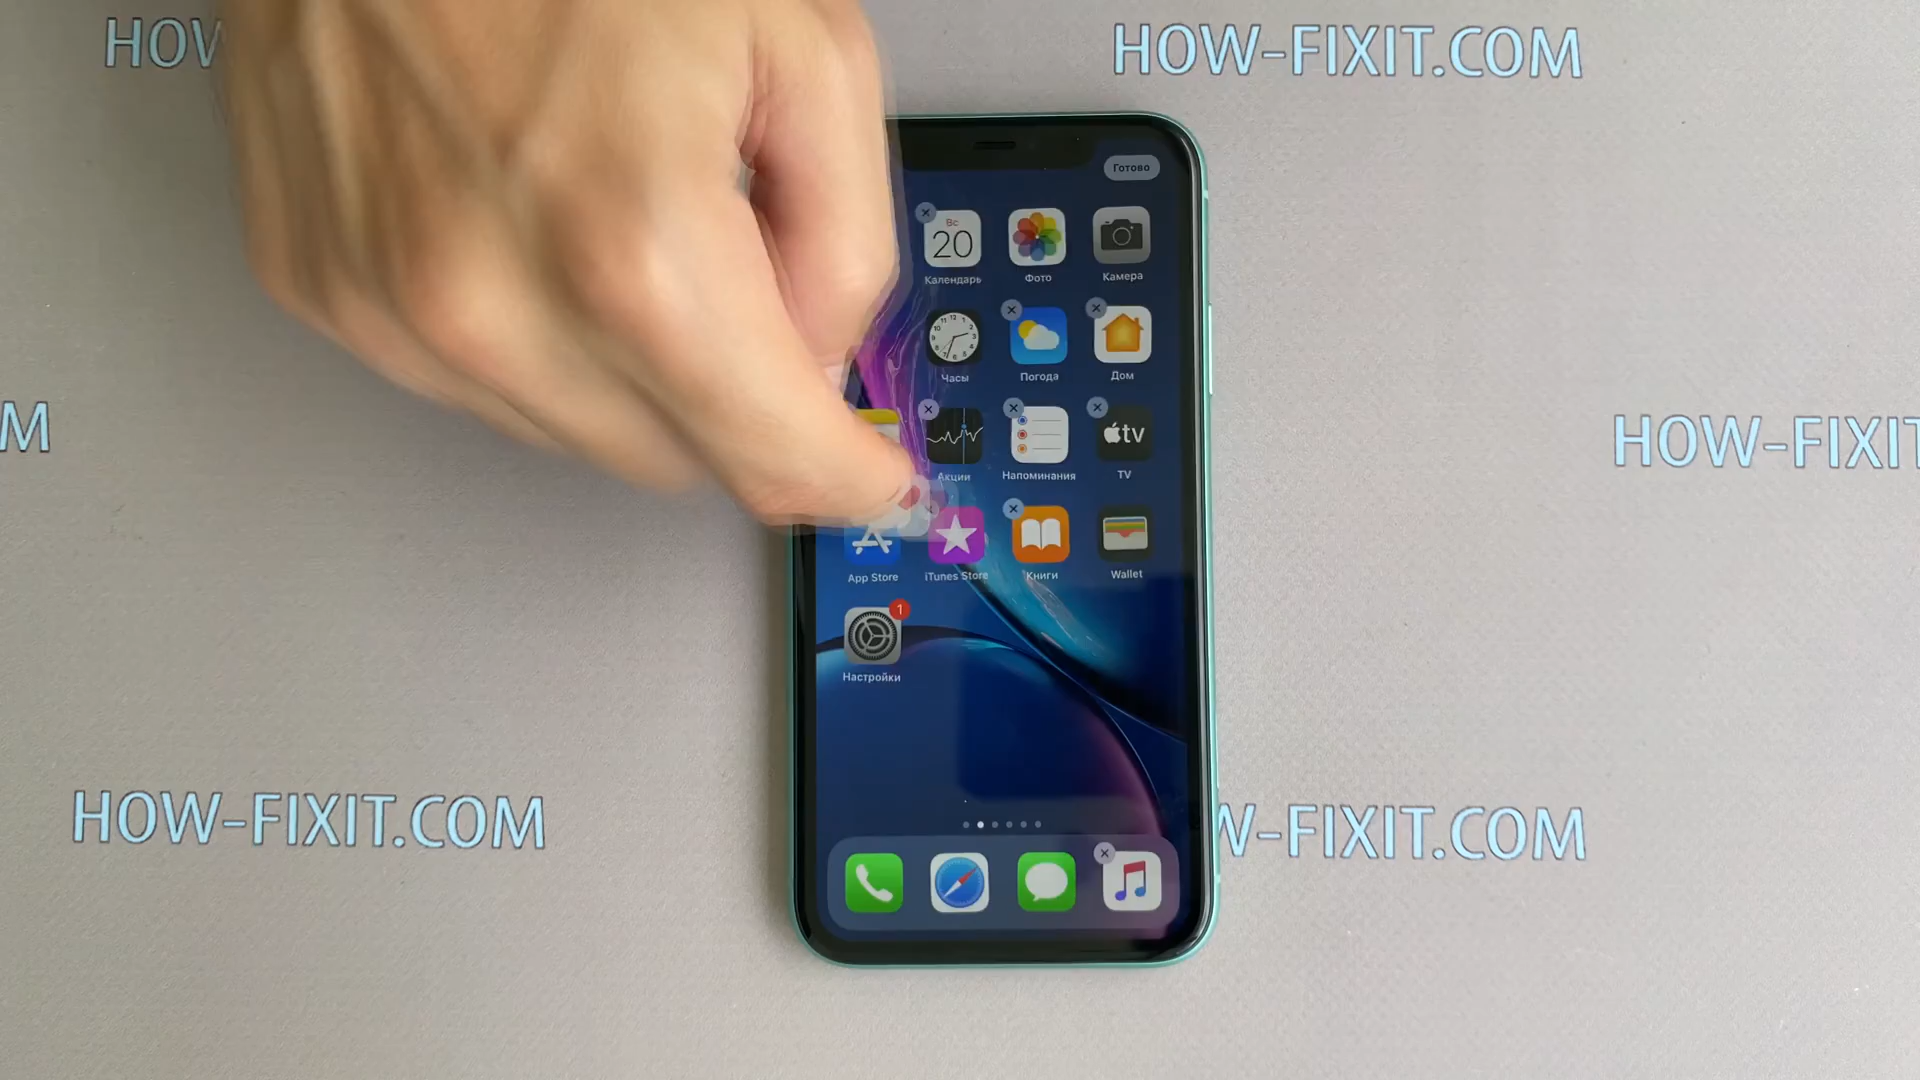 HOW
HOW-FIXIT.COM
Готово
Вс
20
Календарь
Фото
Камера
Часы
Погода
Дом
M
HOW-FIXIT
tv
Акции
Напоминания
TV
App Store
iTunes Store
Книги
Wallet
1
Настройки
HOW-FIXIT.COM
W-FIXIT.COM